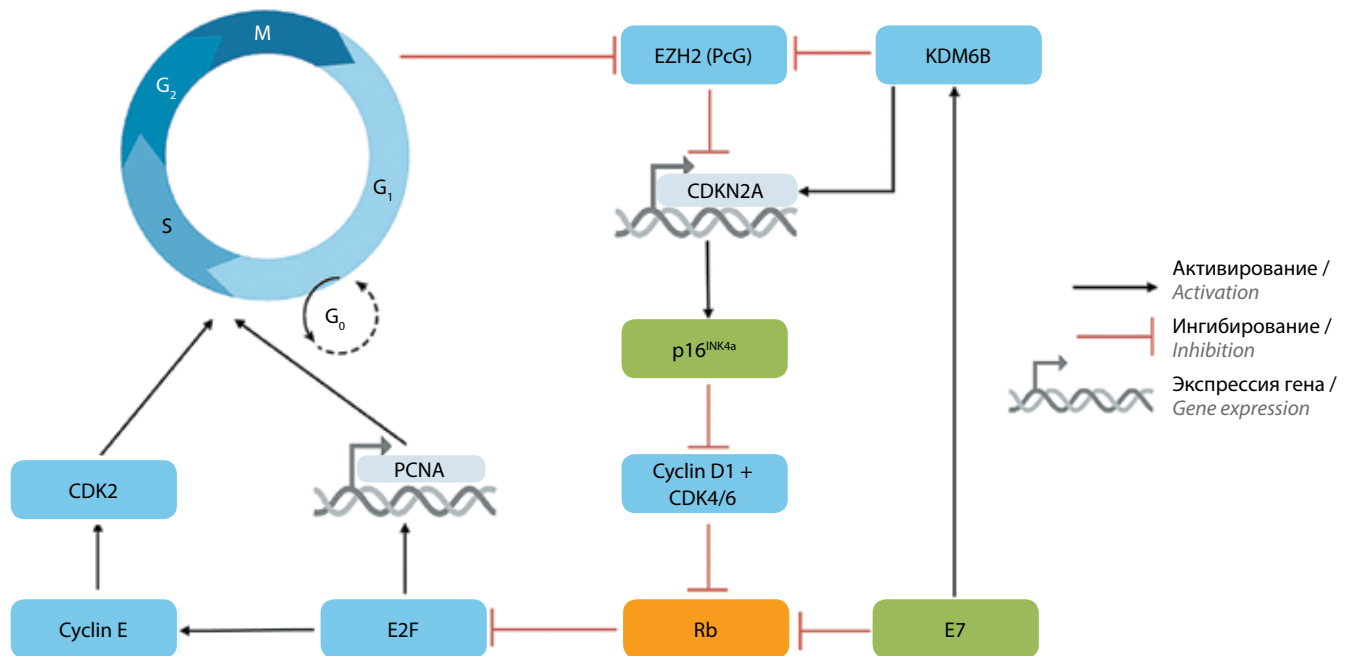 M
G2
G1
S
G0
EZH2 (PcG)
KDM6B
CDKN2A
p16INK4a
Cyclin D1 +
CDK4/6
PCNA
CDK2
Cyclin E
E2F
Rb
E7
Активирование /
Activation
Ингибирование /
Inhibition
Экспрессия гена /
Gene expression